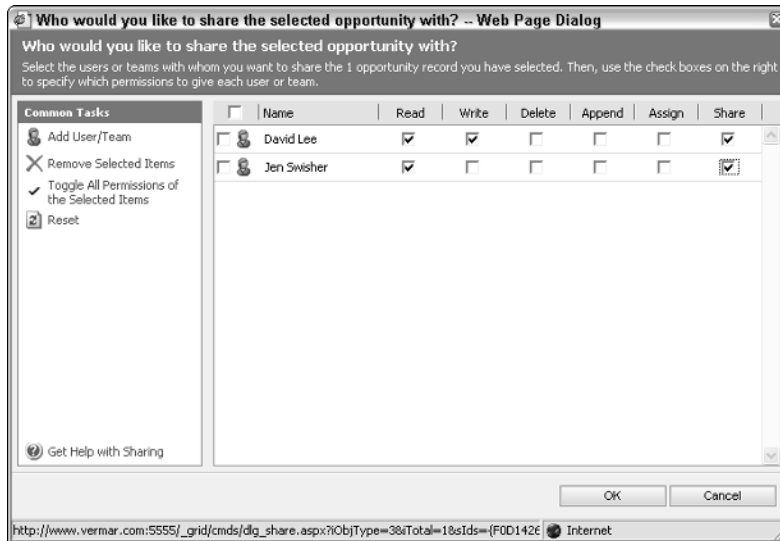 Who would you like to share the selected opportunity with? -- Web Page Dialog
Who would you like to share the selected opportunity with?
Select the users or teams with whom you want to share the 1 opportunity record you have selected. Then, use the check boxes on the right
to specify which permissions to give each user or team.
Common Tasks
Add User/Team
Remove Selected Items
Toggle All Permissions of
the Selected Items
Reset
Get Help with Sharing
Name Read Write Delete Append Assign Share
David Lee
Jen Swisher
OK Cancel
http://www.vermar.com:5555/_grid/cmds/dlg_share.aspx?iObjType=3&iTotal=1&sIds={F0D1426 Internet